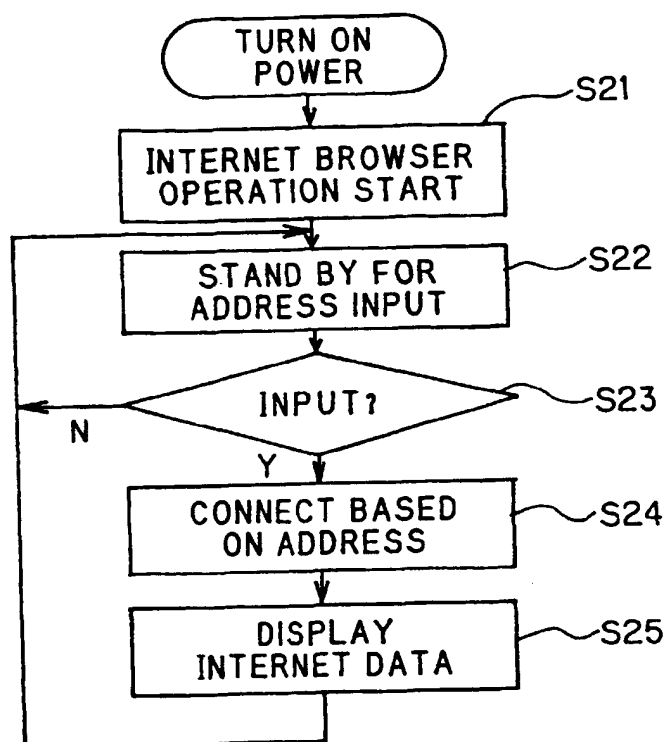 TURN ON
POWER
S21
INTERNET BROWSER
OPERATION START
S22
STAND BY FOR
ADDRESS INPUT
INPUT?
S23
N
Y
CONNECT BASED
ON ADDRESS
S24
DISPLAY
INTERNET DATA
S25